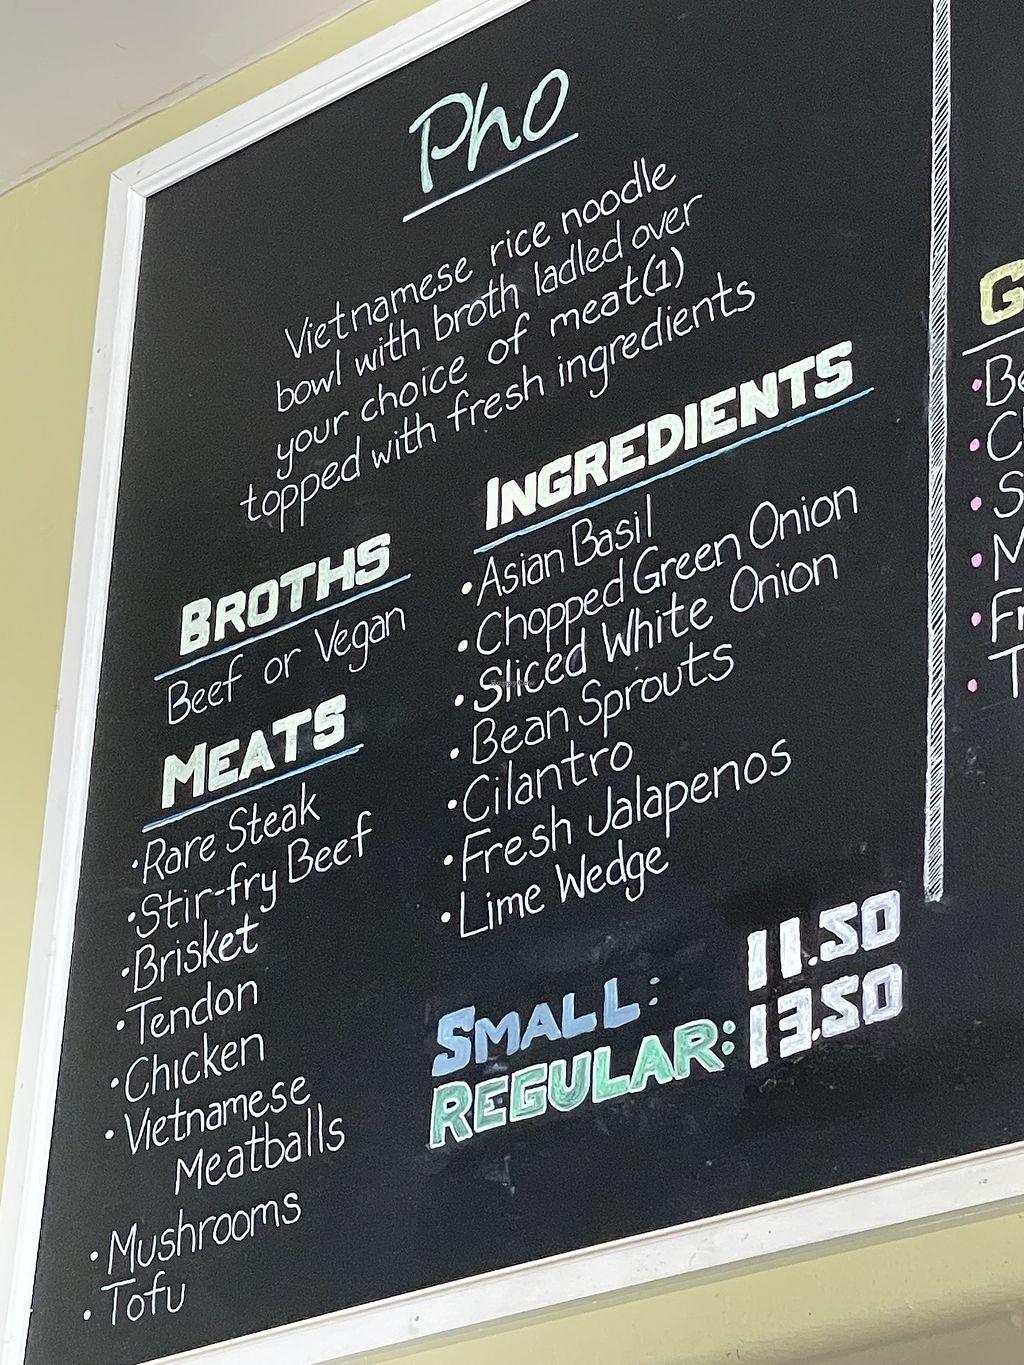 Pho
Vietnamese rice noodle
bowl with broth ladled over
your choice of meat(1)
topped with fresh ingredients
BROTHS
Beef or Vegan
MEATS
•Rare Steak
•Stir-fry Beef
•Brisket
•Tendon
•Chicken
•Vietnamese
Meatballs
•Mushrooms
•Tofu
INGREDIENTS
•Asian Basil
•Chopped Green Onion
•Sliced White Onion
•Bean Sprouts
•Cilantro
•Fresh Jalapenos
•Lime Wedge
SMALL: 11.50
REGULAR: 13.50